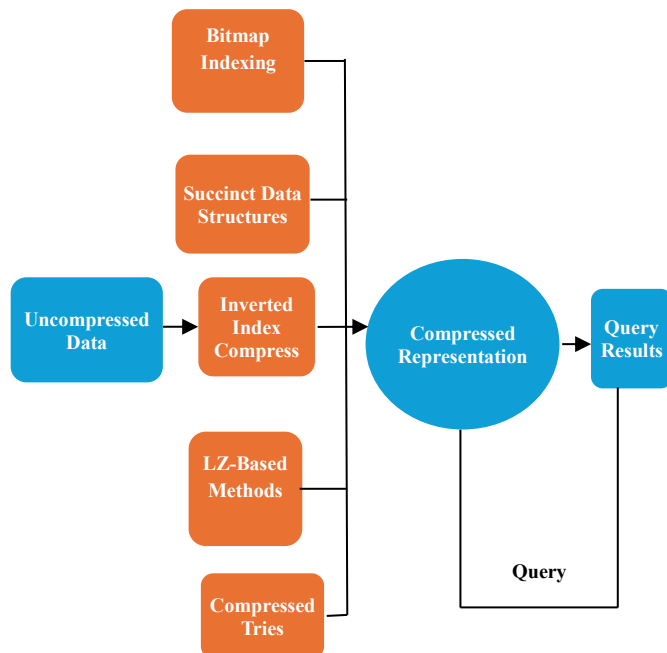 Bitmap
Indexing
Succinct Data
Structures
Uncompressed
Data
Inverted
Index
Compress
Compressed
Representation
Query
Results
LZ-Based
Methods
Query
Compressed
Tries